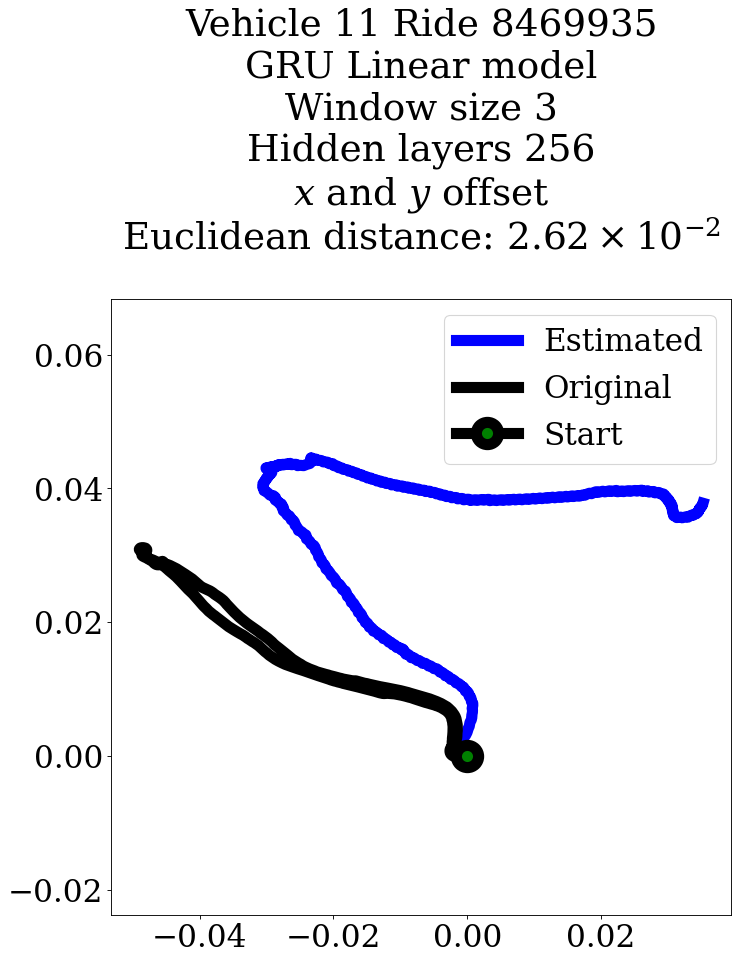 Vehicle 11 Ride 8469935
GRU Linear model
Window size 3
Hidden layers 256
x and y offset
Euclidean distance: 2.62 × 10⁻²
Estimated
Original
Start
0.06
0.04
0.02
0.00
−0.02
−0.04
−0.02
0.00
0.02